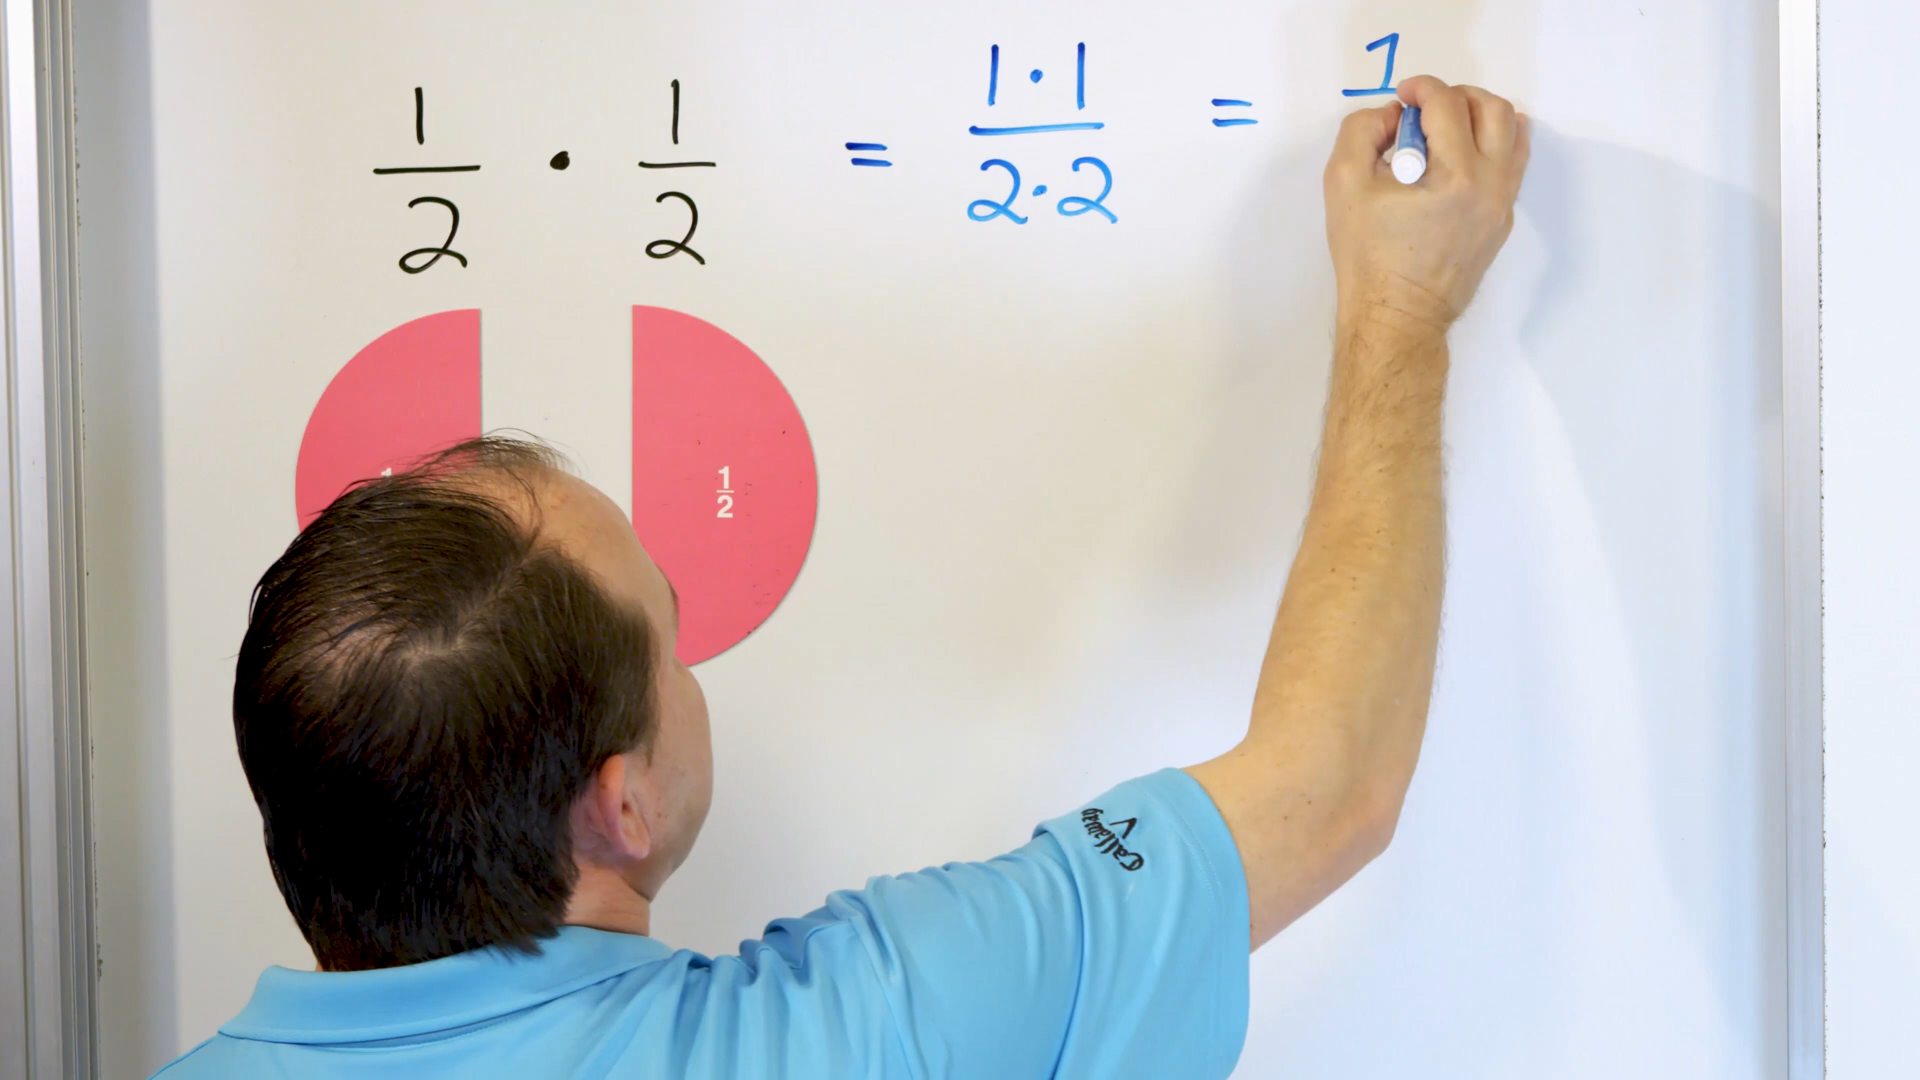 1/2 · 1/2 = 1·1/2·2 = 1
1/2
Callaway